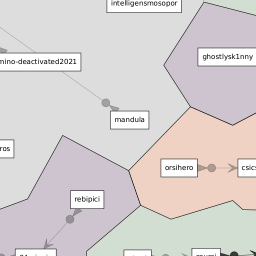 intelligensmosopor
ghostlysk1nny
mino-deactivated2021
mandula
ros
orsihero
csics
rebipici